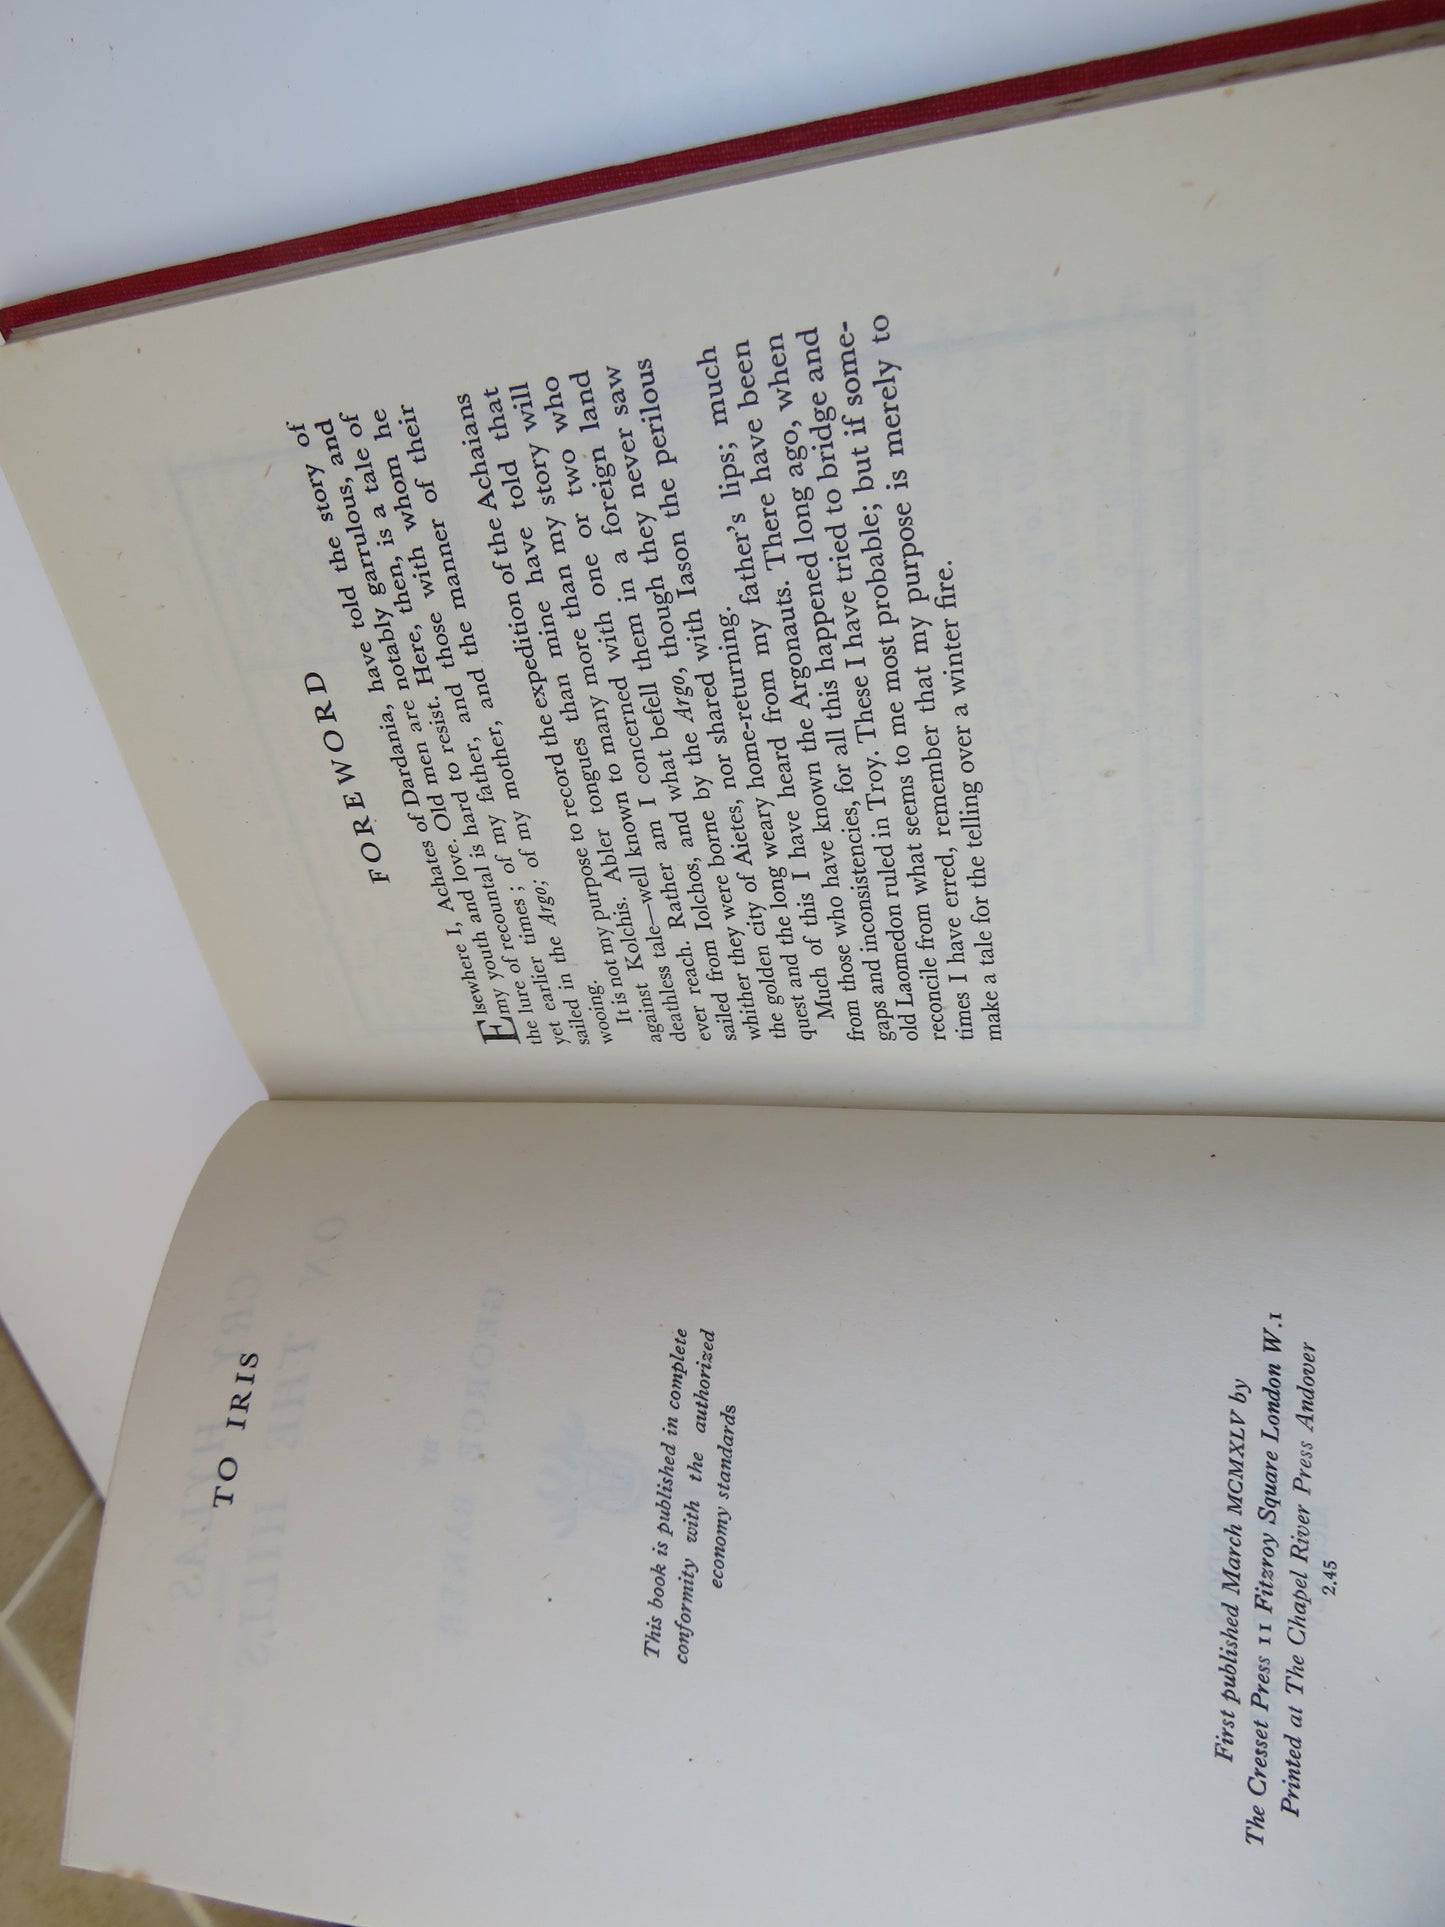 TO IRIS
This book is published in complete
conformity with the authorized
economy standards
First published March MCMXLV by
The Cresset Press 11 Fitzroy Square London W.1
Printed at The Chapel River Press Andover
2.45
FOREWORD
Elsewhere I, Achates of Dardania, have told the story of
my youth and love. Old men are notably garrulous, and
the lure of recountal is hard to resist. Here, then, is a tale of
yet earlier times; of my father, and those with whom he
sailed in the Argo; of my mother, and the manner of their
wooing.
It is not my purpose to record the expedition of the Achaians
against Kolchis. Abler tongues than mine have told that
deathless tale—well known to many more than my story will
ever reach. Rather am I concerned with one or two who
sailed from Iolchos, and what befell them in a foreign land
whither they were borne by the Argo, though they never saw
the golden city of Aietes, nor shared with Iason the perilous
quest and the long weary home-returning.
Much of this I have heard from my father's lips; much
from those who have known the Argonauts. There have been
gaps and inconsistencies, for all this happened long ago, when
old Laomedon ruled in Troy. These I have tried to bridge and
reconcile from what seems to me most probable; but if some-
times I have erred, remember that my purpose is merely to
make a tale for the telling over a winter fire.